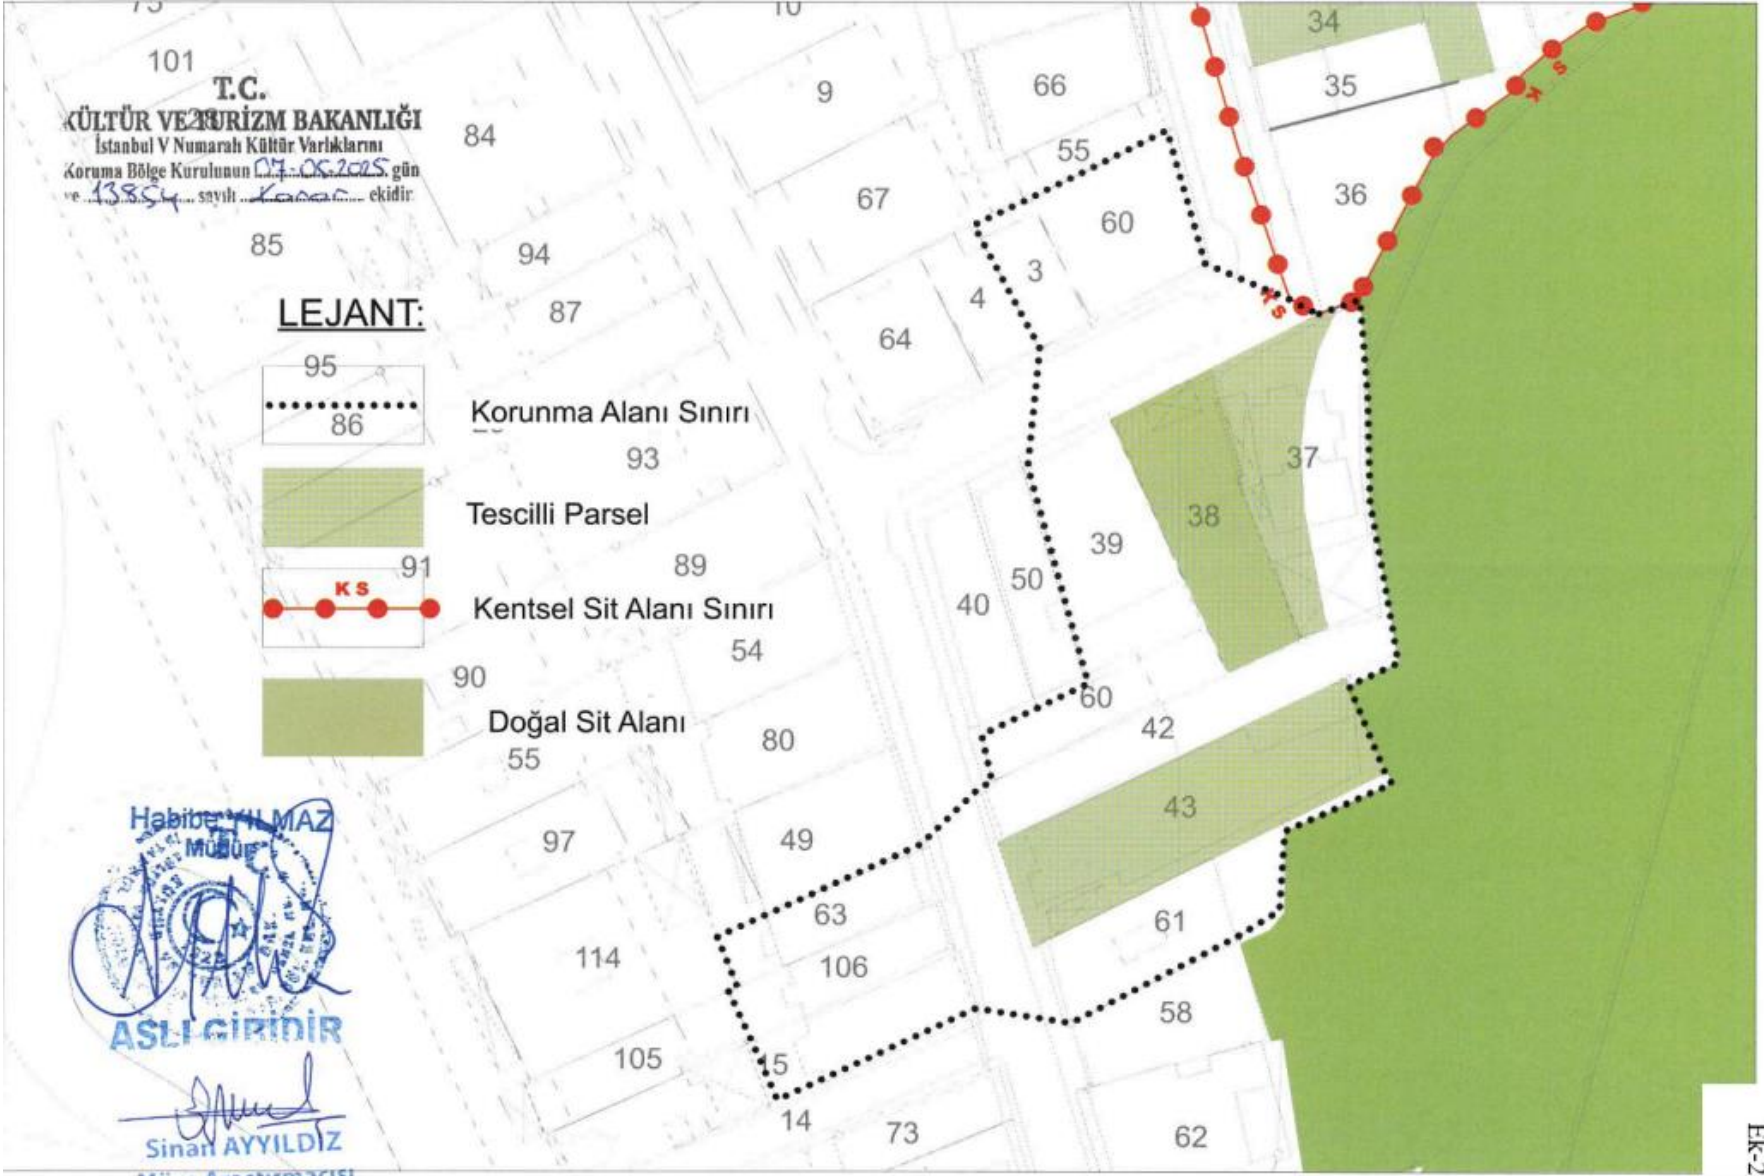 T.C.
KÜLTÜR VE TURİZM BAKANLIĞI
İstanbul V Numaralı Kültür Varlıklarını
Koruma Bölge Kurulunun 07-05-2025 gün
ve 13854 sayılı Karar ekidir
LEJANT:
Korunma Alanı Sınırı
Tescilli Parsel
K S
Kentsel Sit Alanı Sınırı
Doğal Sit Alanı
Habibe YILMAZ
Müdür
ASLI GİBİDİR
Sinan AYYILDIZ
101
28
84
85
94
87
95
86
93
91
89
54
90
55
80
97
49
114
63
106
105
15
14
73
9
66
55
67
60
3
4
64
34
35
36
K S
K S
37
38
39
50
40
60
42
43
61
58
62